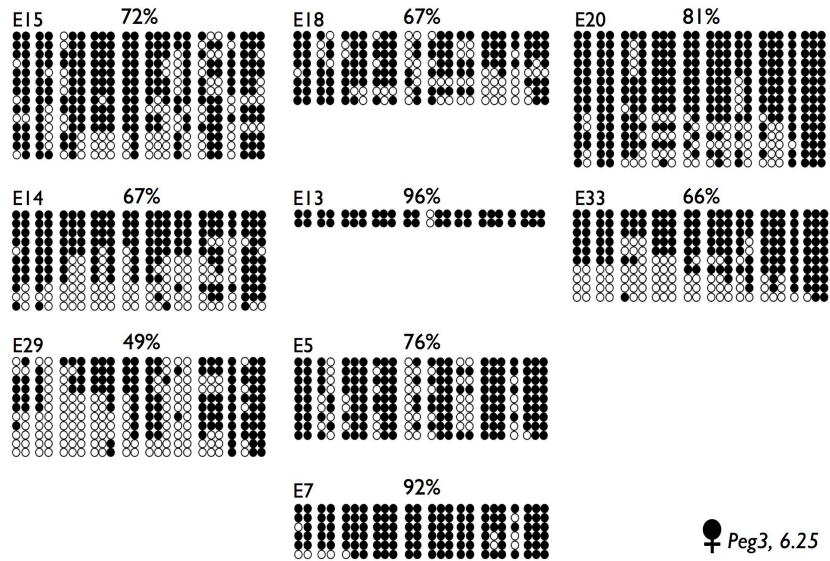 E15 72%
E18 67%
E20 81%
E14 67%
E13 96%
E33 66%
E29 49%
E5 76%
E7 92%
Peg3, 6.25